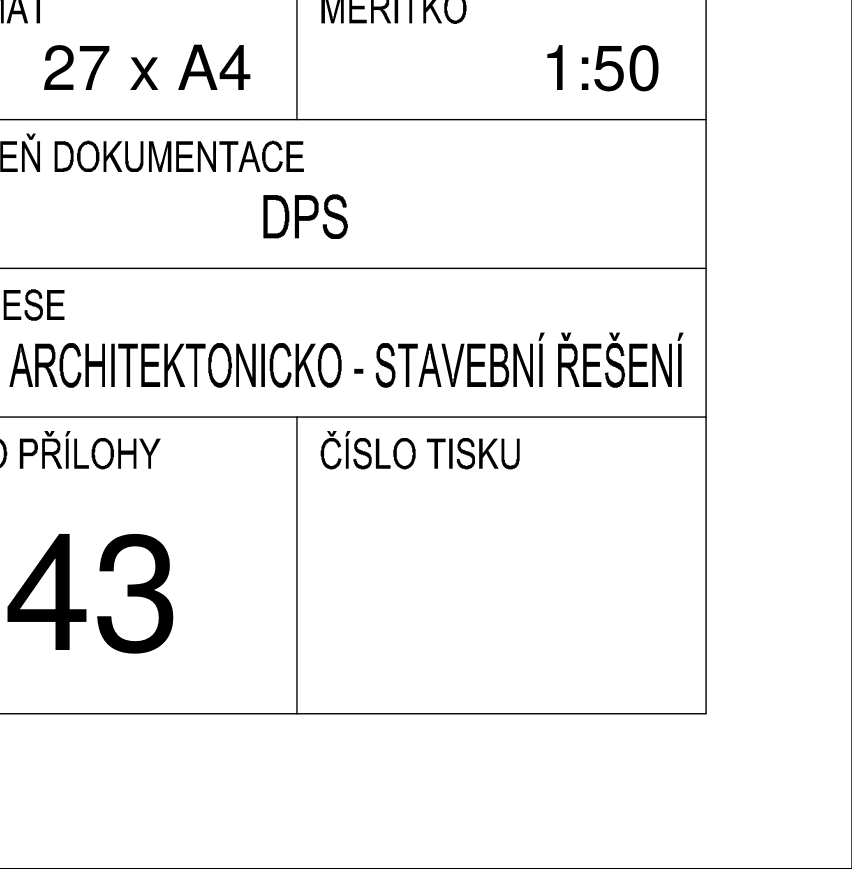 MĚŘÍTKO
27 x A4 1:50
EŇ DOKUMENTACE
DPS
ESE
ARCHITEKTONICKO - STAVEBNÍ ŘEŠENÍ
O PŘÍLOHY ČÍSLO TISKU
43